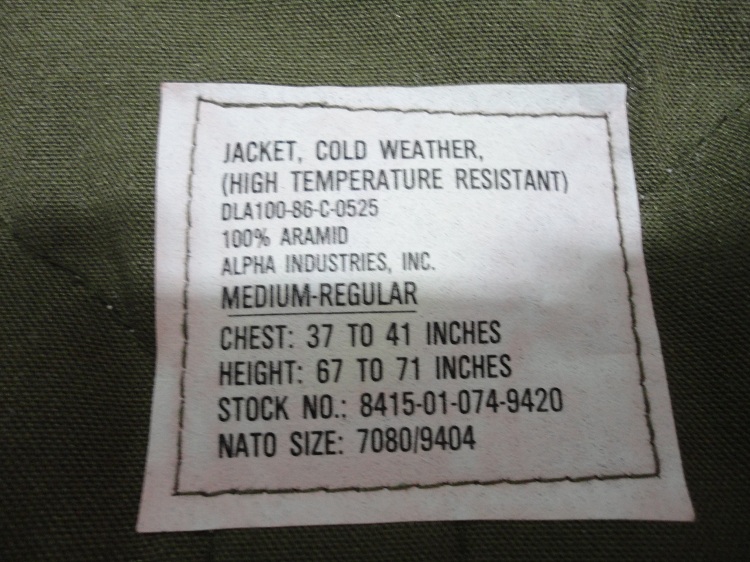 JACKET, COLD WEATHER,
(HIGH TEMPERATURE RESISTANT)
DLA100-86-C-0525
100% ARAMID
ALPHA INDUSTRIES, INC.
MEDIUM-REGULAR
CHEST: 37 TO 41 INCHES
HEIGHT: 67 TO 71 INCHES
STOCK NO.: 8415-01-074-9420
NATO SIZE: 7080/9404